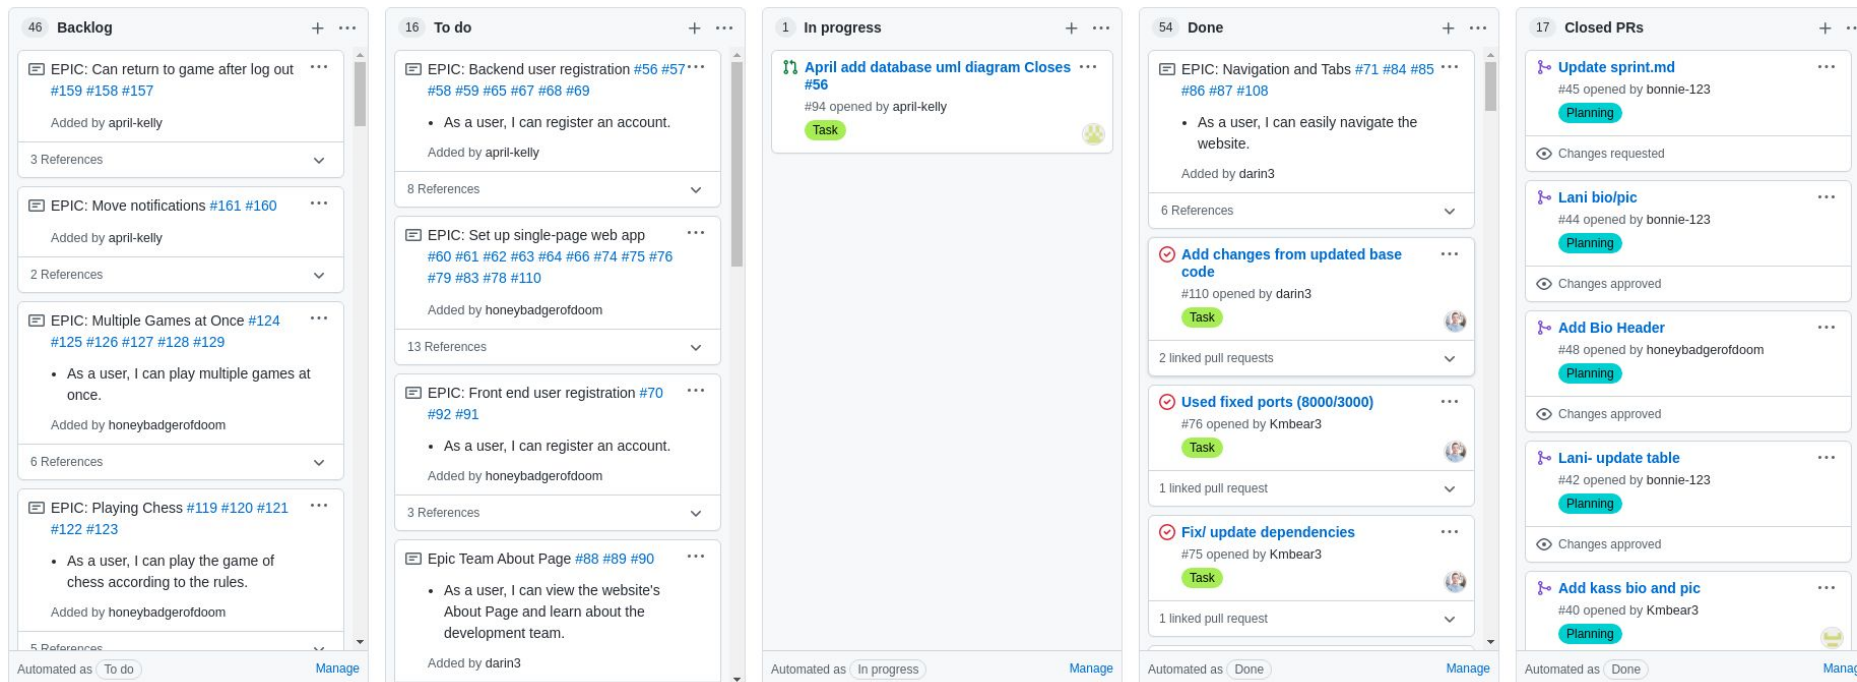 46 Backlog
EPIC: Can return to game after log out
#159 #158 #157
Added by april-kelly
3 References
EPIC: Move notifications #161 #160
Added by april-kelly
2 References
EPIC: Multiple Games at Once #124
#125 #126 #127 #128 #129
• As a user, I can play multiple games at
once.
Added by honeybadgerofdoom
6 References
EPIC: Playing Chess #119 #120 #121
#122 #123
• As a user, I can play the game of
chess according to the rules.
Added by honeybadgerofdoom
5 References
Automated as To do Manage
16 To do
EPIC: Backend user registration #56 #57
#58 #59 #65 #67 #68 #69
• As a user, I can register an account.
Added by april-kelly
8 References
EPIC: Set up single-page web app
#60 #61 #62 #63 #64 #66 #74 #75 #76
#79 #83 #78 #110
Added by honeybadgerofdoom
13 References
EPIC: Front end user registration #70
#92 #91
• As a user, I can register an account.
Added by honeybadgerofdoom
3 References
Epic Team About Page #88 #89 #90
• As a user, I can view the website's
About Page and learn about the
development team.
Added by darin3
1 In progress
April add database uml diagram Closes
#56
#94 opened by april-kelly
Task
Automated as In progress Manage
54 Done
EPIC: Navigation and Tabs #71 #84 #85
#86 #87 #108
• As a user, I can easily navigate the
website.
Added by darin3
6 References
Add changes from updated base
code
#110 opened by darin3
Task
2 linked pull requests
Used fixed ports (8000/3000)
#76 opened by Kmbear3
Task
1 linked pull request
Fix/ update dependencies
#75 opened by Kmbear3
Task
1 linked pull request
Automated as Done Manage
17 Closed PRs
Update sprint.md
#45 opened by bonnie-123
Planning
Changes requested
Lani bio/pic
#44 opened by bonnie-123
Planning
Changes approved
Add Bio Header
#48 opened by honeybadgerofdoom
Planning
Changes approved
Lani- update table
#42 opened by bonnie-123
Planning
Changes approved
Add kass bio and pic
#40 opened by Kmbear3
Planning
Automated as Done